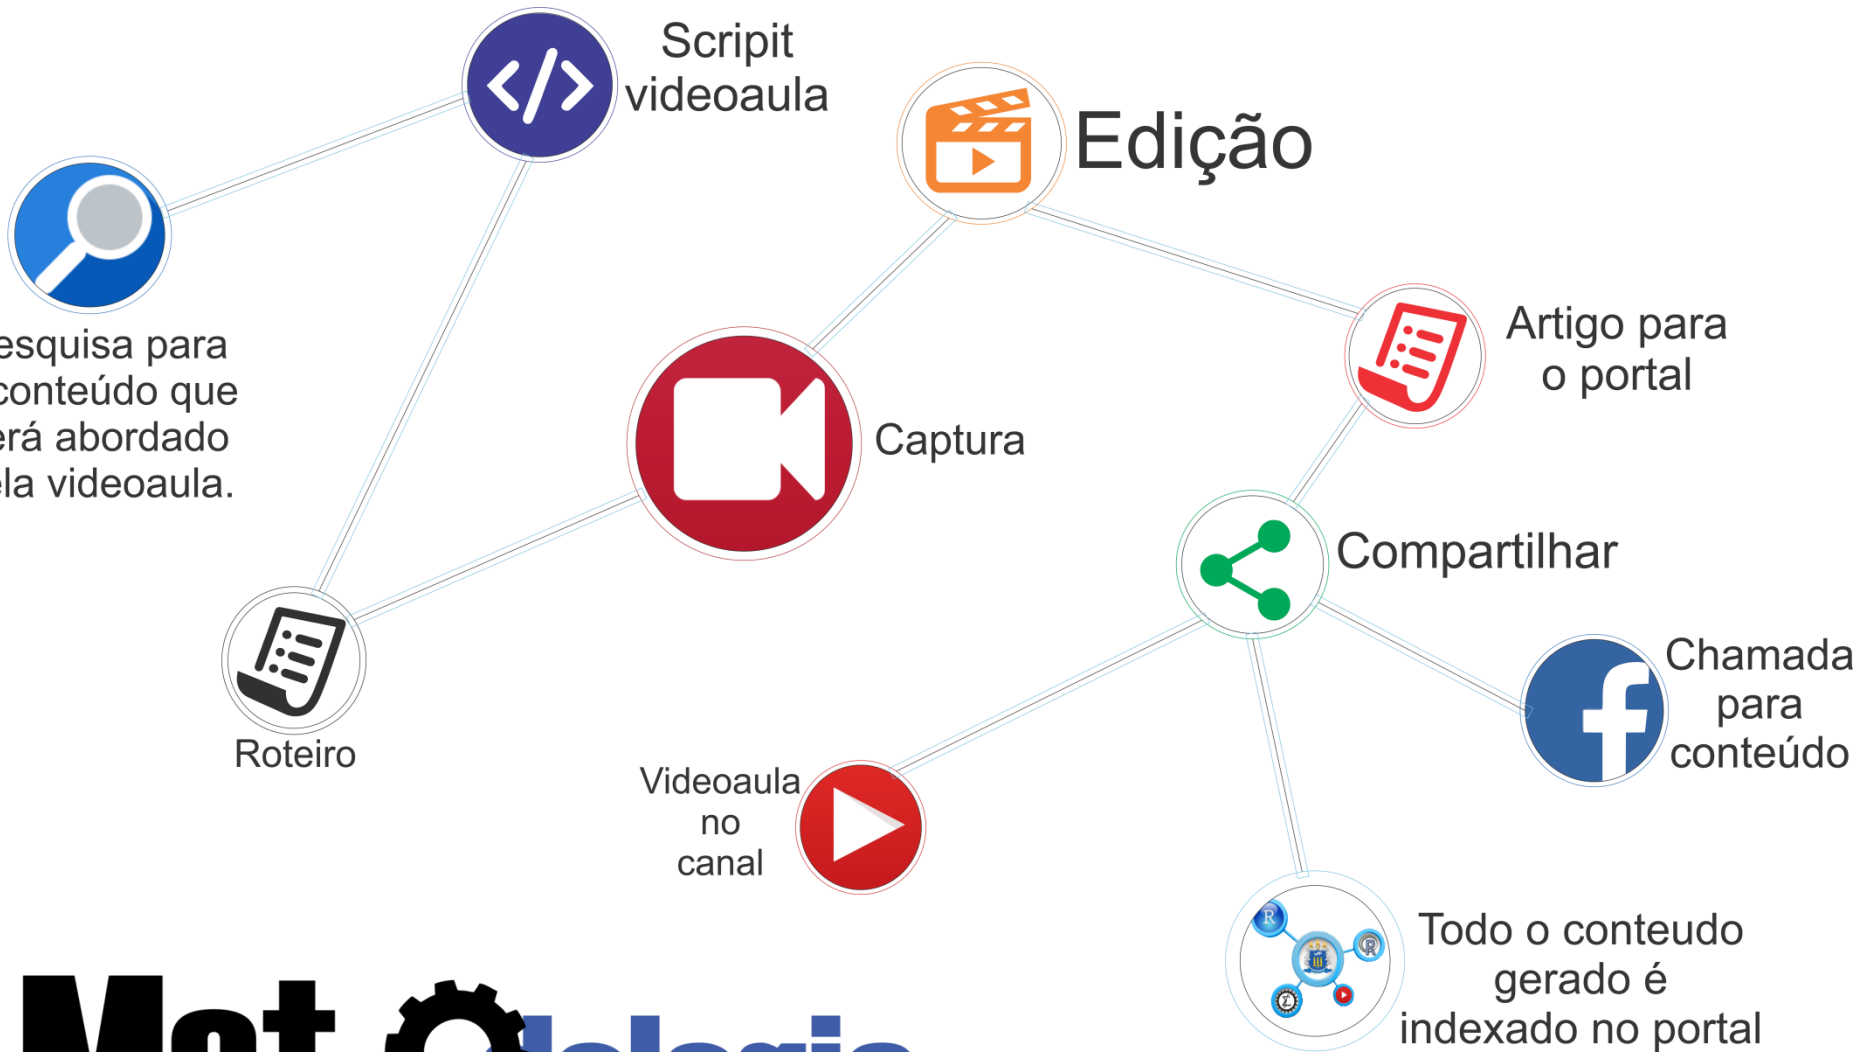 Scripit
videoaula
Edição
esquisa para
conteúdo que
erá abordado
ela videoaula.
Captura
Artigo para
o portal
Roteiro
Compartilhar
Videoaula
no
canal
Chamada
para
conteúdo
Todo o conteudo
gerado é
indexado no portal